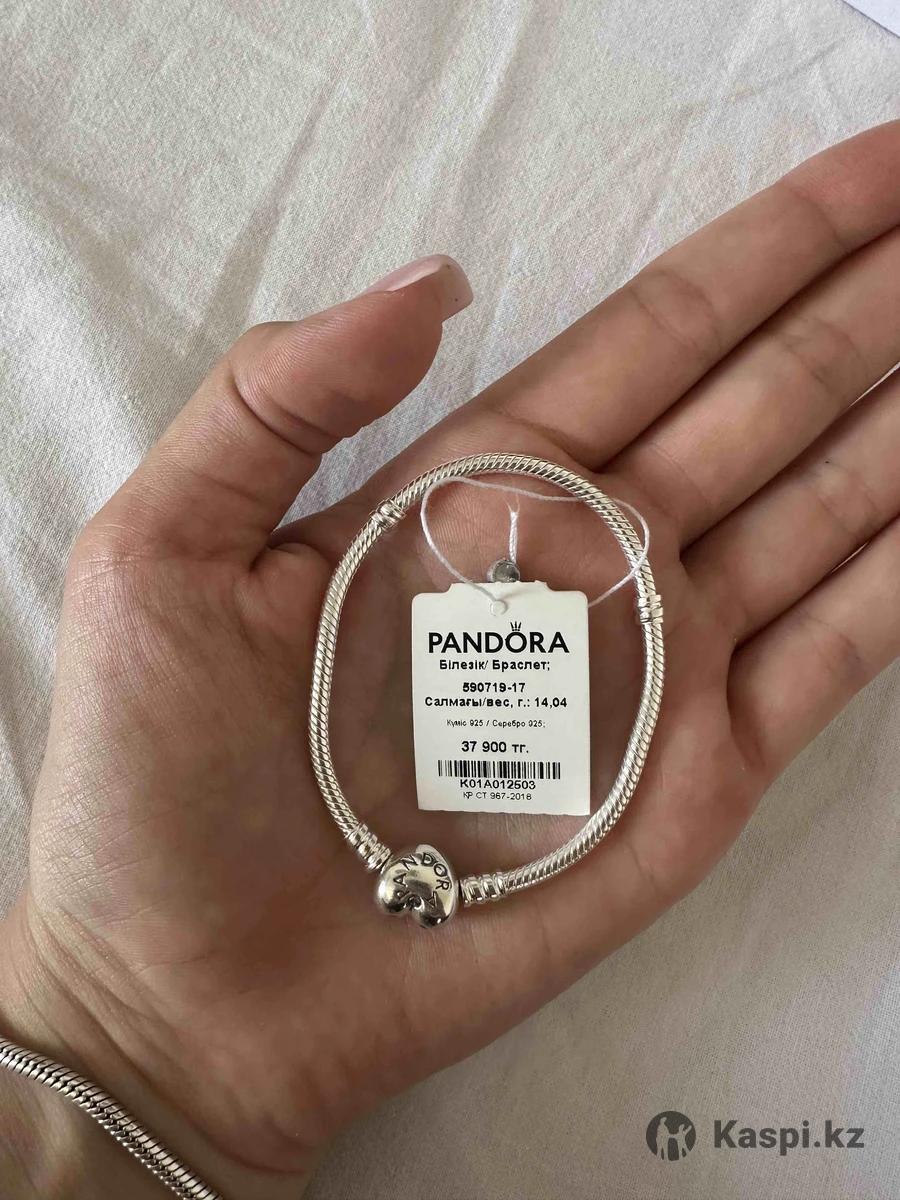 PANDORA
Білезік/ Браслет;
590719-17
Салмағы/вес, г.: 14,04
Күміс 925 / Серебро 925;
37 900 тг.
K01A012503
ҚР СТ 967-2016
PANDORA
Kaspi.kz